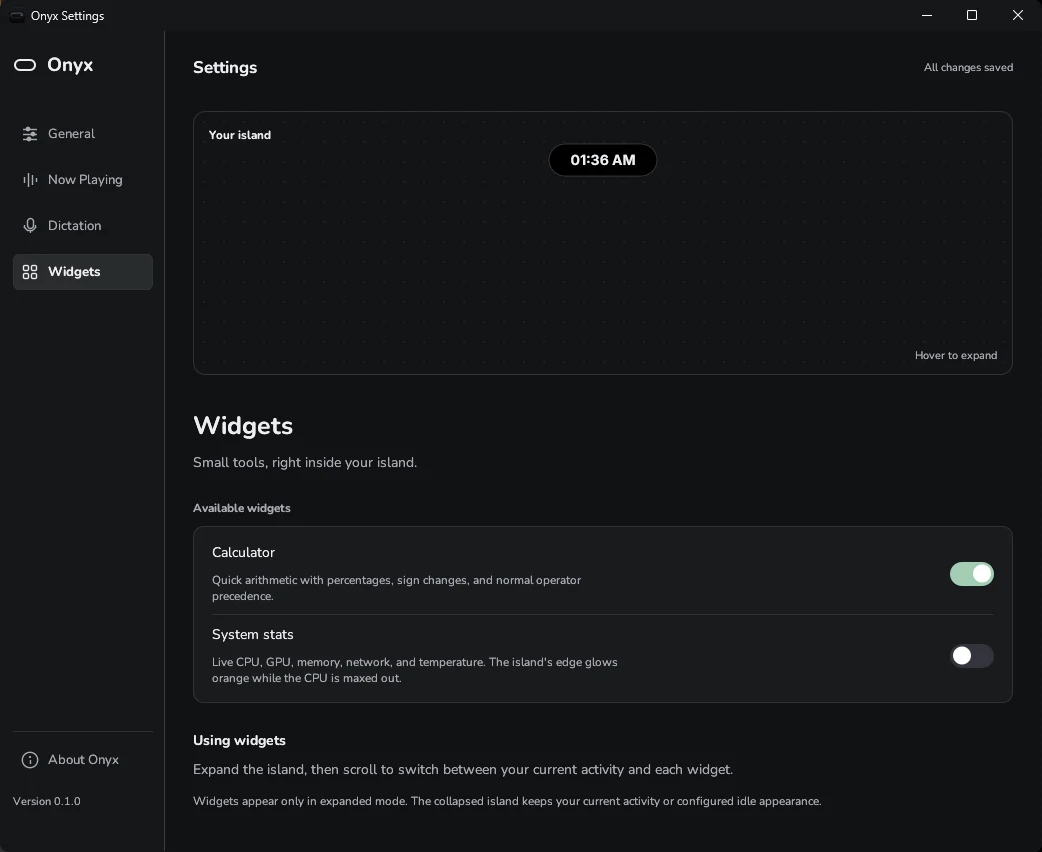 Onyx Settings
Onyx
Settings
All changes saved
General
Now Playing
Dictation
Widgets
Your island
01:36 AM
Hover to expand
Widgets
Small tools, right inside your island.
Available widgets
Calculator
Quick arithmetic with percentages, sign changes, and normal operator
precedence.
System stats
Live CPU, GPU, memory, network, and temperature. The island's edge glows
orange while the CPU is maxed out.
Using widgets
Expand the island, then scroll to switch between your current activity and each widget.
Widgets appear only in expanded mode. The collapsed island keeps your current activity or configured idle appearance.
About Onyx
Version 0.1.0